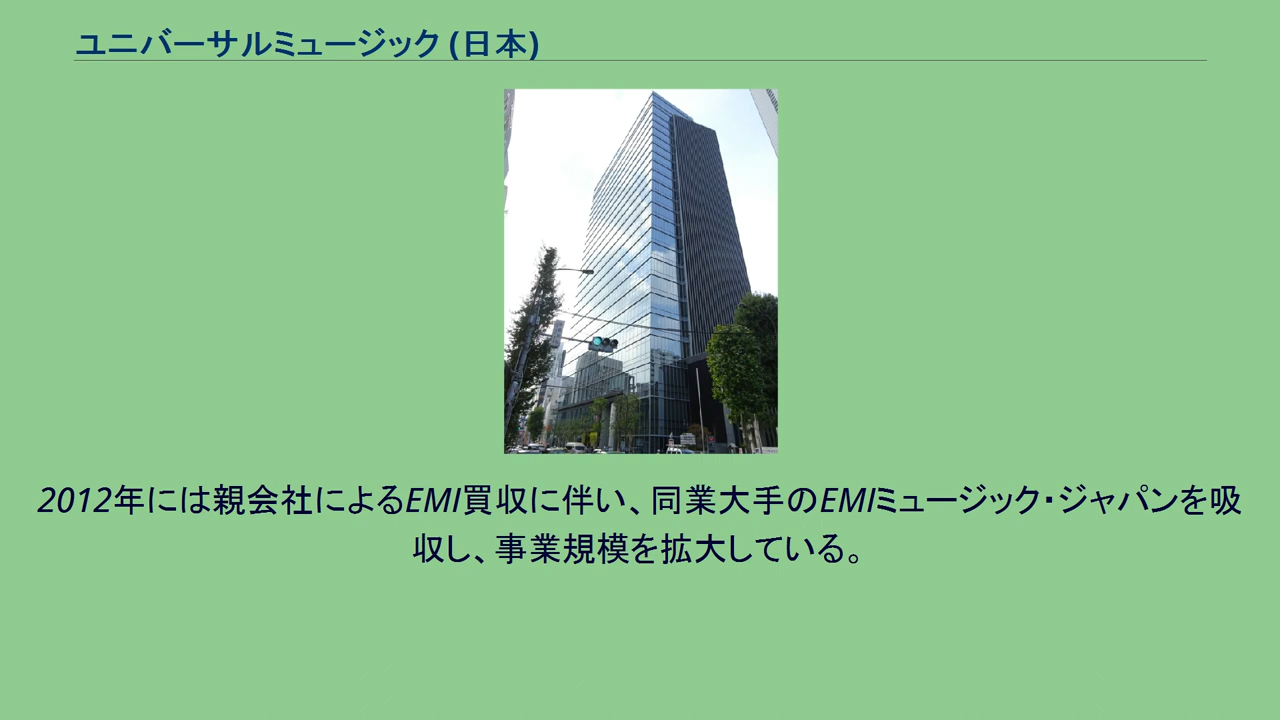 ユニバーサルミュージック (日本)
2012年には親会社によるEMI買収に伴い、同業大手のEMIミュージック・ジャパンを吸
収し、事業規模を拡大している。